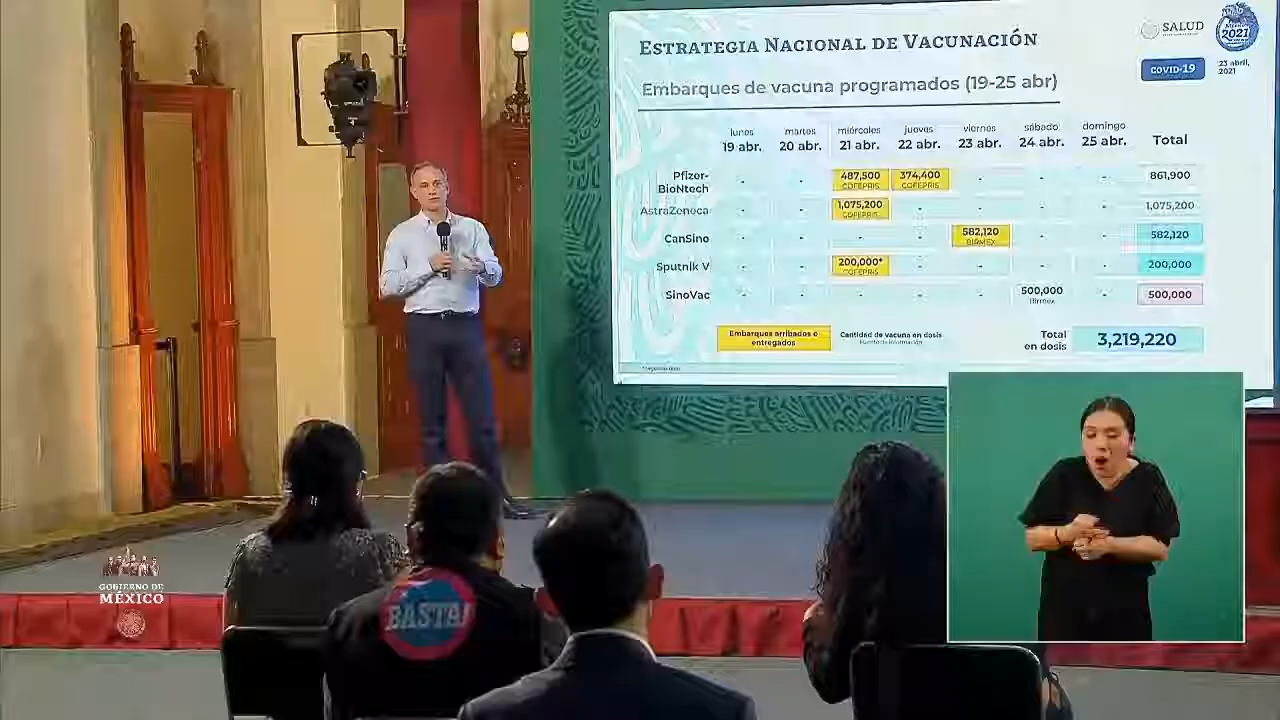 ESTRATEGIA NACIONAL DE VACUNACIÓN
SALUD
2021
COVID-19
23 abril, 2021
Embarques de vacuna programados (19-25 abr)
lunes 19 abr. martes 20 abr. miércoles 21 abr. jueves 22 abr. viernes 23 abr. sábado 24 abr. domingo 25 abr. Total
Pfizer-BioNtech - - 487,500 COFEPRIS 374,400 COFEPRIS - - - 861,900
AstraZeneca - - 1,075,200 COFEPRIS - - - - 1,075,200
CanSino - - - - 582,120 BIRMEX - - 582,120
Sputnik V - - 200,000* COFEPRIS - - - - 200,000
SinoVac - - - - - 500,000 Birmex - 500,000
Embarques arribados o entregados
Cantidad de vacuna en dosis
Total en dosis 3,219,220
GOBIERNO DE
MÉXICO
BASTA!